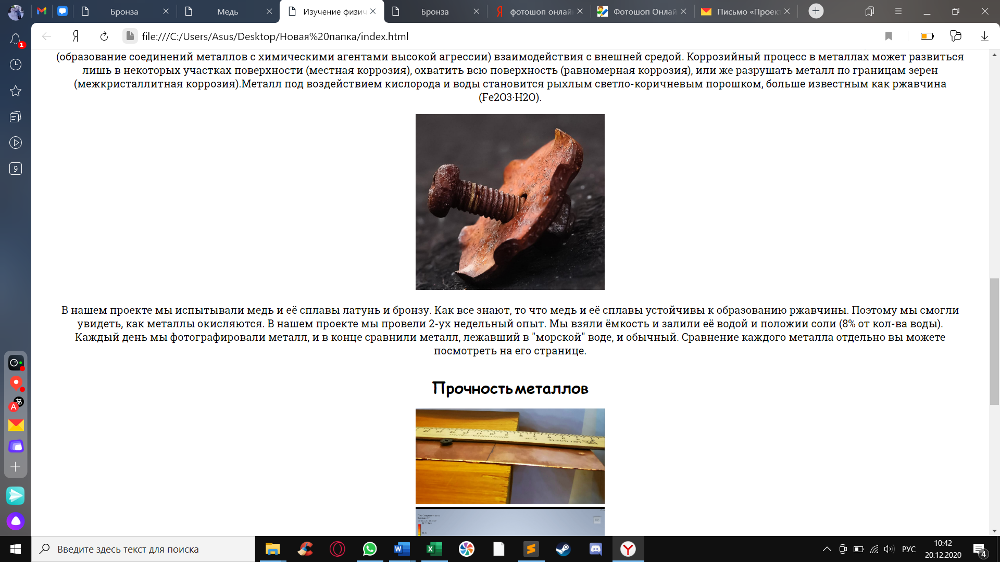 Бронза
Медь
Изучение физич
Бронза
фотошоп онлай
Фотошоп Онлай
Письмо «Проект
file:///C:/Users/Asus/Desktop/Новая%20папка/index.html
1
9
(образование соединений металлов с химическими агентами высокой агрессии) взаимодействия с внешней средой. Коррозийный процесс в металлах может развиться
лишь в некоторых участках поверхности (местная коррозия), охватить всю поверхность (равномерная коррозия), или же разрушать металл по границам зерен
(межкристаллитная коррозия).Металл под воздействием кислорода и воды становится рыхлым светло-коричневым порошком, больше известным как ржавчина
(Fe2O3·H2O).
В нашем проекте мы испытывали медь и её сплавы латунь и бронзу. Как все знают, то что медь и её сплавы устойчивы к образованию ржавчины. Поэтому мы смогли
увидеть, как металлы окисляются. В нашем проекте мы провели 2-ух недельный опыт. Мы взяли ёмкость и залили её водой и положии соли (8% от кол-ва воды).
Каждый день мы фотографировали металл, и в конце сравнили металл, лежавший в "морской" воде, и обычный. Сравнение каждого металла отдельно вы можете
посмотреть на его странице.
Прочность металлов
Введите здесь текст для поиска
РУС
10:42
20.12.2020
4